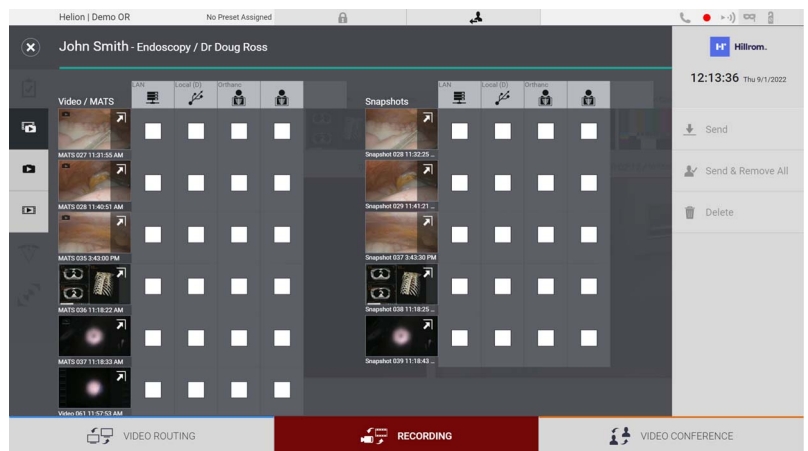 Helion | Demo OR
No Preset Assigned
John Smith - Endoscopy / Dr Doug Ross
Hillrom.
12:13:36 Thu 9/1/2022
Video / MATS
LAN
Local (D)
Orthanc
Snapshots
LAN
Local (D)
Orthanc
MATS 027 11:31:55 AM
Snapshot 028 11:32:25 ...
Send
MATS 028 11:40:51 AM
Snapshot 029 11:41:21 ...
Send & Remove All
MATS 035 3:43:00 PM
Snapshot 037 3:43:30 PM
Delete
MATS 036 11:18:22 AM
Snapshot 038 11:18:25 ...
MATS 037 11:18:33 AM
Snapshot 039 11:18:43 ...
Video 061 11:57:53 AM
VIDEO ROUTING
RECORDING
VIDEO CONFERENCE